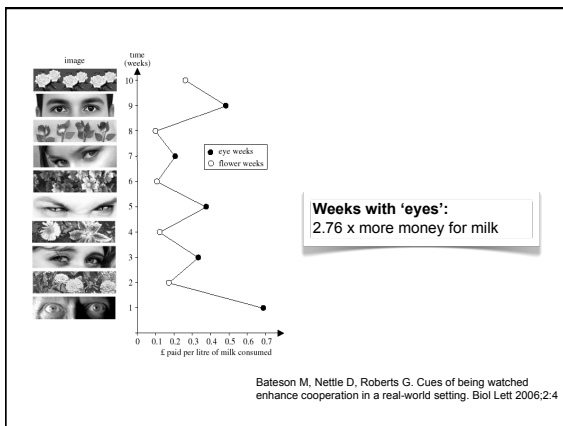 image
time
(weeks)
10
9
8
7
6
5
4
3
2
1
0
eye weeks
flower weeks
0 0.1 0.2 0.3 0.4 0.5 0.6 0.7
£ paid per litre of milk consumed
Weeks with ‘eyes’:
2.76 x more money for milk
Bateson M, Nettle D, Roberts G. Cues of being watched
enhance cooperation in a real-world setting. Biol Lett 2006;2:4